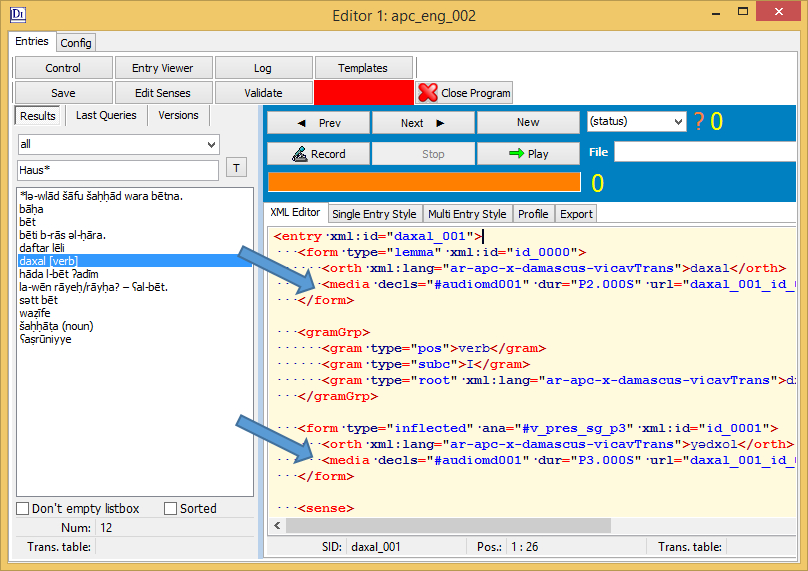 DI
Editor 1: apc_eng_002
Entries
Config
Control
Entry Viewer
Log
Templates
Save
Edit Senses
Validate
Close Program
Results
Last Queries
Versions
all
Haus*
T
*lə-wlād šāfu šaḥḥād wara bētna.
bāḥa
bēt
bēti b-rās əl-ḥāra.
daftar lēli
daxal [verb]
hāda l-bēt ʔadīm
la-wēn rāyeḥ/rāyḥa? – ʕal-bēt.
sətt bēt
waẓīfe
šaḥḥāṭa (noun)
ʕaṣrūniyye
Don't empty listbox
Sorted
Num: 12
Trans. table:
Prev
Next
New
(status)
? 0
Record
Stop
Play
File
0
XML Editor
Single Entry Style
Multi Entry Style
Profile
Export
<entry xml:id="daxal_001">
<form type="lemma" xml:id="id_0000">
<orth xml:lang="ar-apc-x-damascus-vicavTrans">daxal</orth>
<media decls="#audiomd001" dur="P2.000S" url="daxal_001_id_
</form>
<gramGrp>
<gram type="pos">verb</gram>
<gram type="subc">I</gram>
<gram type="root" xml:lang="ar-apc-x-damascus-vicavTrans">dx
</gramGrp>
<form type="inflected" ana="#v_pres_sg_p3" xml:id="id_0001">
<orth xml:lang="ar-apc-x-damascus-vicavTrans">yədxol</orth>
<media decls="#audiomd001" dur="P3.000S" url="daxal_001_id_
</form>
<sense>
SID: daxal_001
Pos.: 1 : 26
Trans. table: